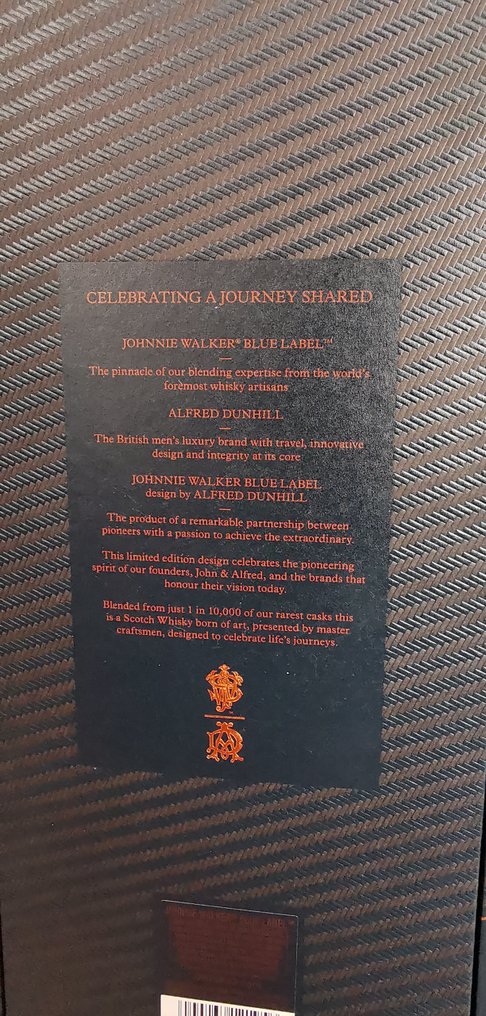 CELEBRATING A JOURNEY SHARED
JOHNNIE WALKER® BLUE LABEL™
The pinnacle of our blending expertise from the world's
foremost whisky artisans
ALFRED DUNHILL
The British men's luxury brand with travel, innovative
design and integrity at its core
JOHNNIE WALKER BLUE LABEL
design by ALFRED DUNHILL
The product of a remarkable partnership between
pioneers with a passion to achieve the extraordinary.
This limited edition design celebrates the pioneering
spirit of our founders, John & Alfred, and the brands that
honour their vision today.
Blended from just 1 in 10,000 of our rarest casks this
is a Scotch Whisky born of art, presented by master
craftsmen, designed to celebrate life's journeys.